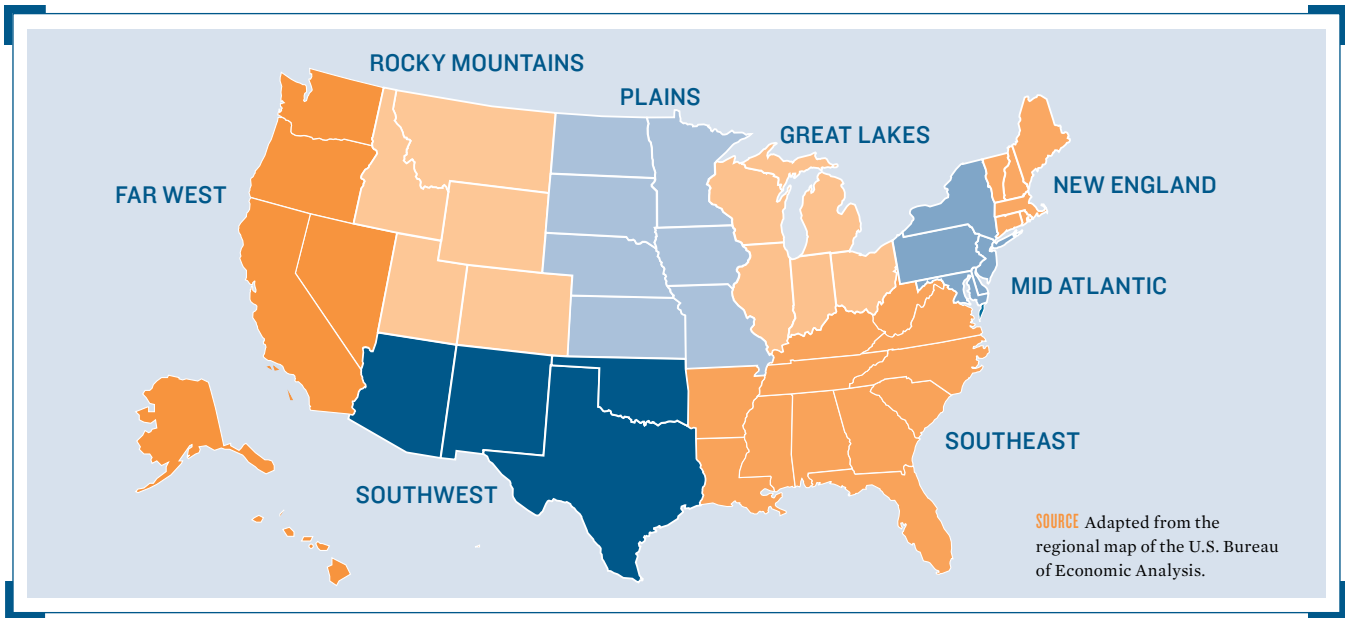 ROCKY MOUNTAINS
PLAINS
GREAT LAKES
FAR WEST
NEW ENGLAND
MID ATLANTIC
SOUTHEAST
SOUTHWEST
SOURCE Adapted from the
regional map of the U.S. Bureau
of Economic Analysis.